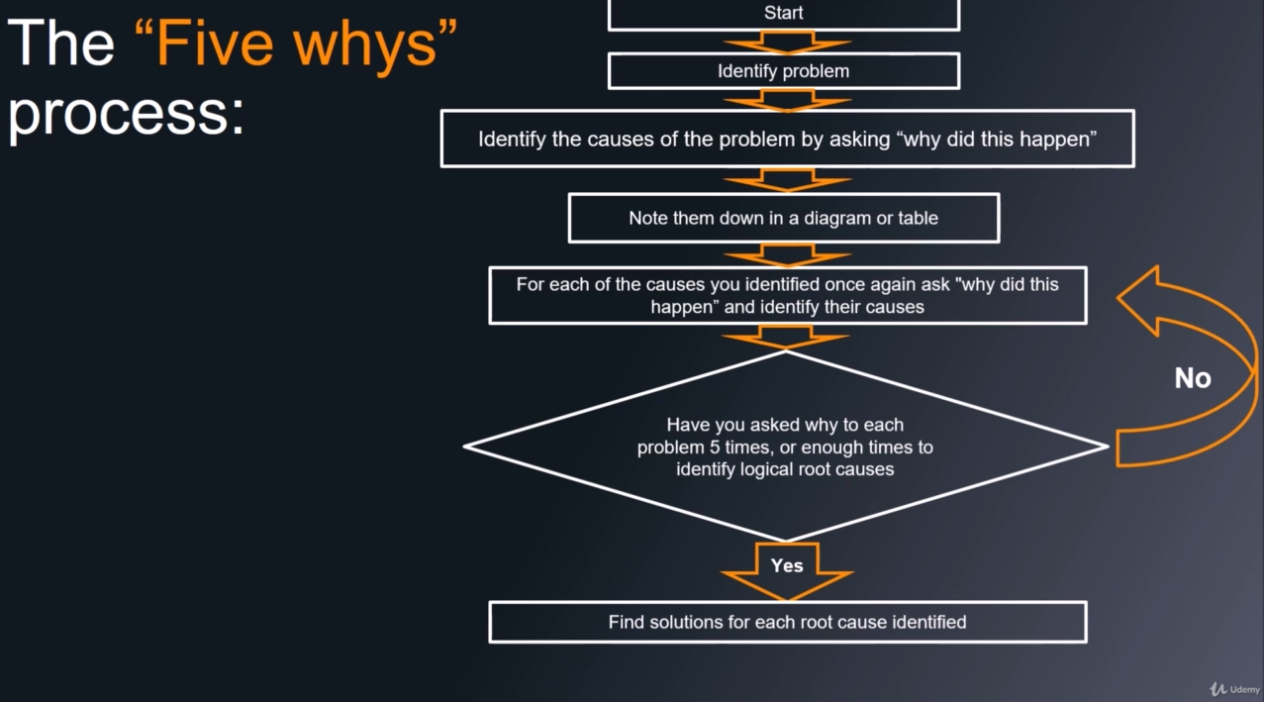 The “Five whys”
process:
Start
Identify problem
Identify the causes of the problem by asking “why did this happen”
Note them down in a diagram or table
For each of the causes you identified once again ask "why did this
happen” and identify their causes
Have you asked why to each
problem 5 times, or enough times to
identify logical root causes
No
Yes
Find solutions for each root cause identified
Udemy